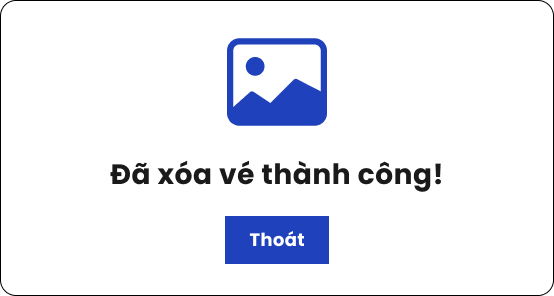 Đã xóa vé thành công!
Thoát